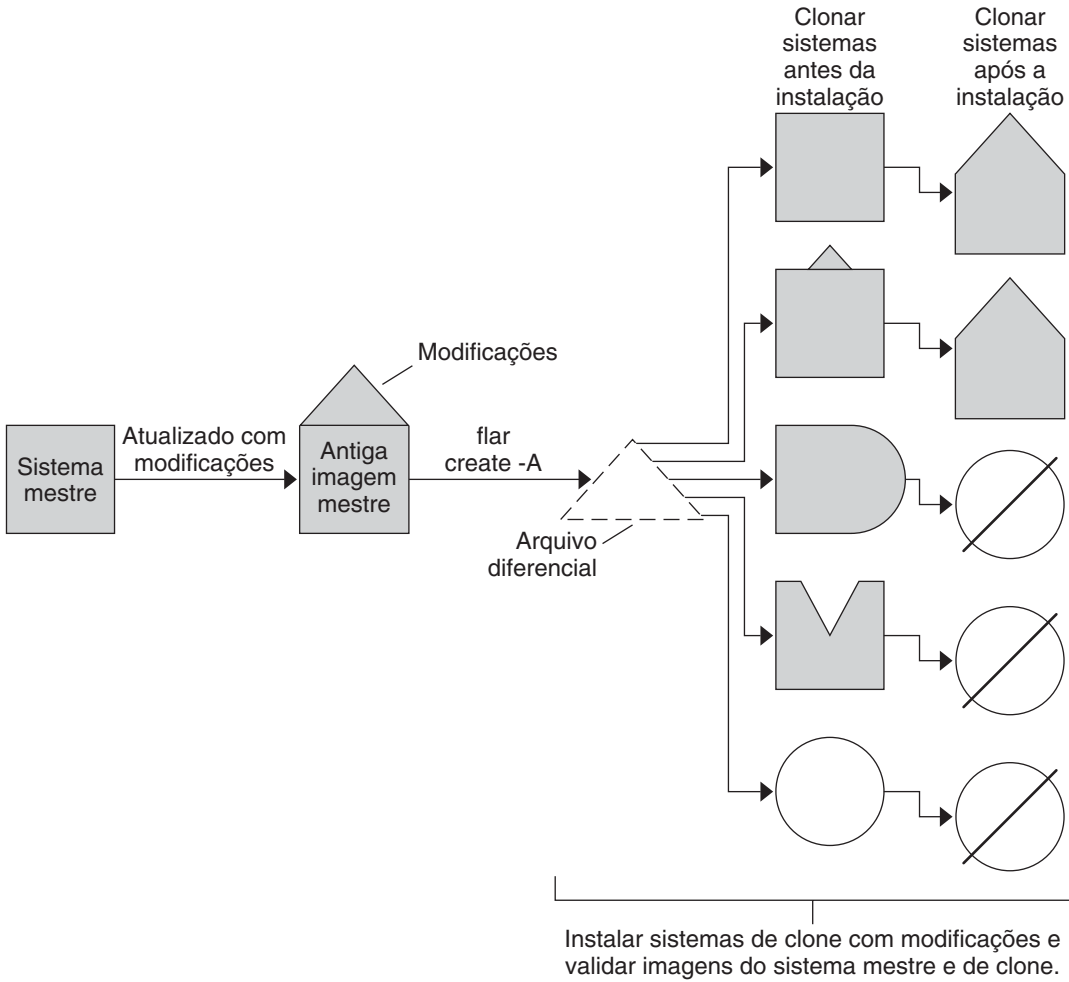 Clonar
sistemas
antes da
instalação
Clonar
sistemas
após a
instalação
Modificações
Sistema
mestre
Atualizado com
modificações
Antiga
imagem
mestre
flar
create -A
Arquivo
diferencial
Instalar sistemas de clone com modificações e
validar imagens do sistema mestre e de clone.